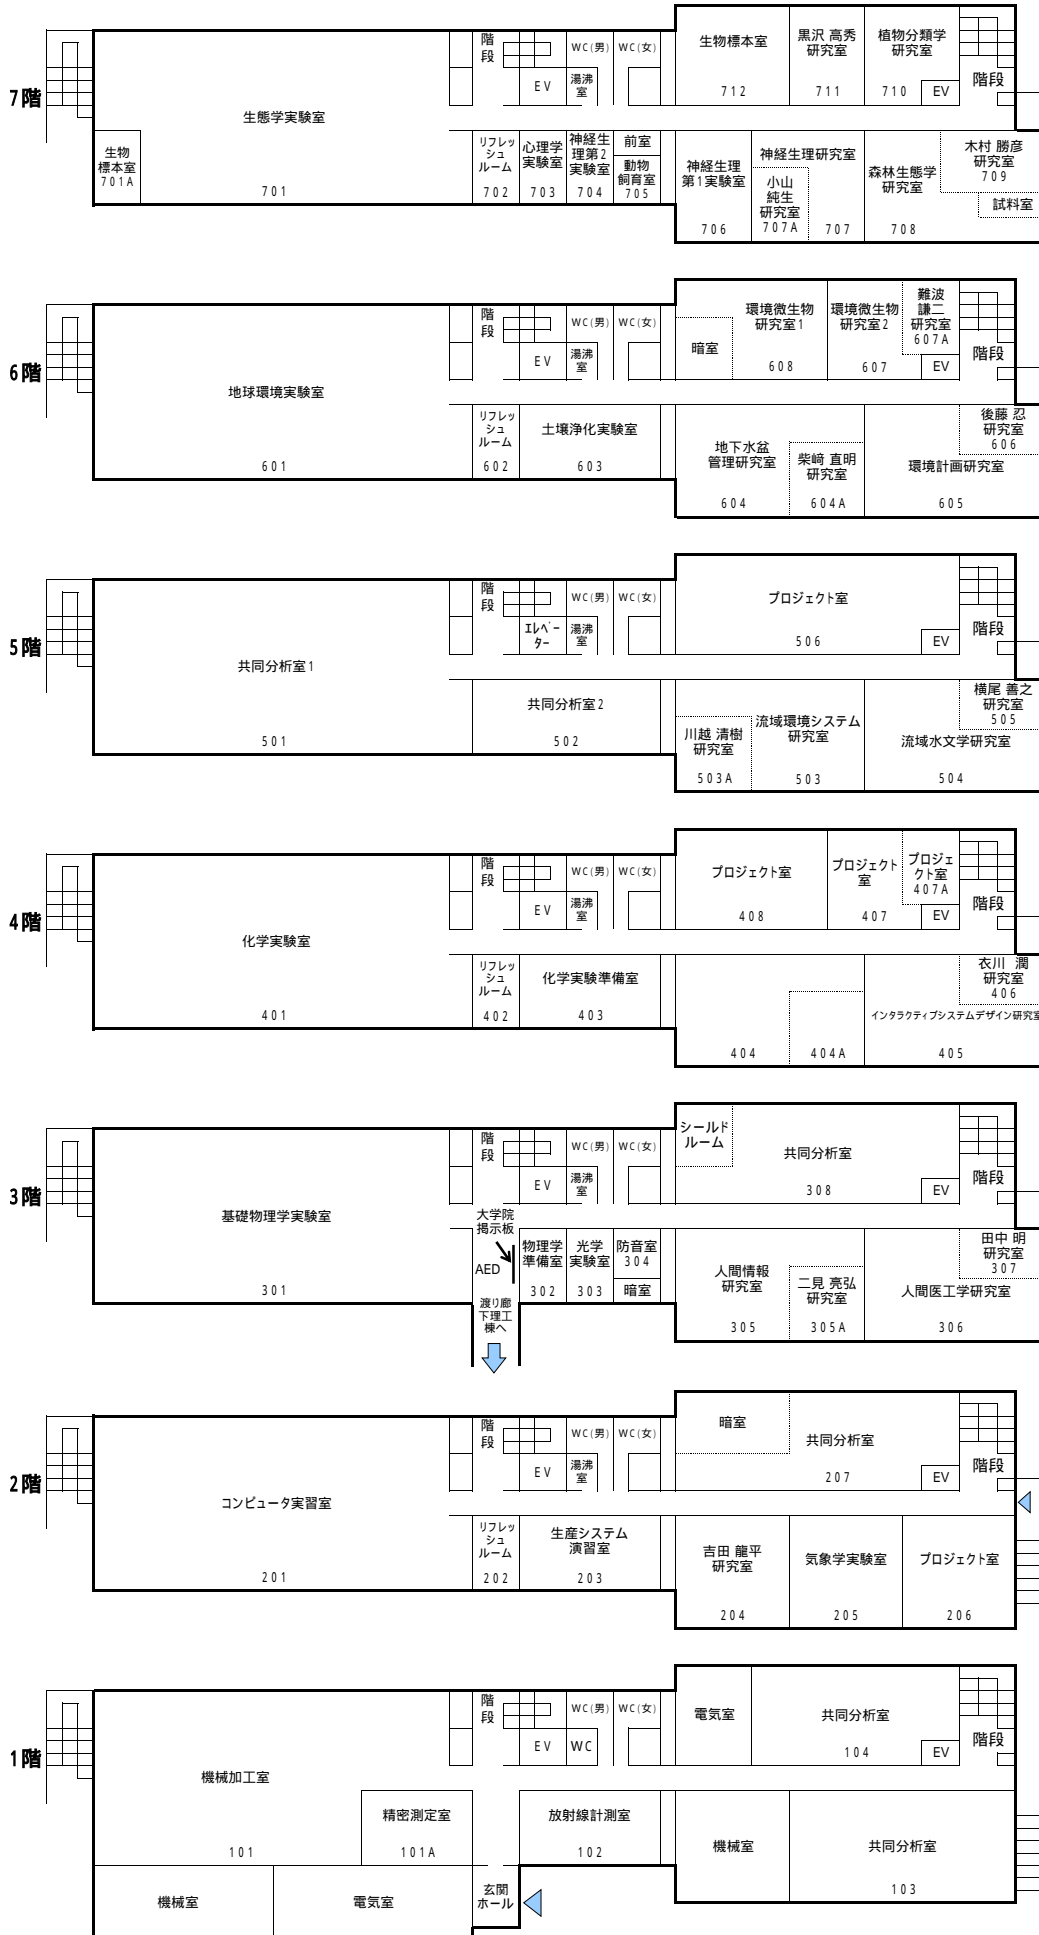 7階
階
段
EV
WC(男)
WC(女)
湯沸
室
生物標本室
712
黒沢 高秀
研究室
711
植物分類学
研究室
710
EV
階段
生態学実験室
701
生物
標本室
701A
リフレッ
シュ
ルーム
702
心理学
実験室
703
神経生
理第2
実験室
704
前室
動物
飼育室
705
神経生理
第1実験室
706
神経生理研究室
小山
純生
研究室
707A
707
森林生態学
研究室
708
木村 勝彦
研究室
709
試料室
6階
階
段
EV
WC(男)
WC(女)
湯沸
室
暗室
環境微生物
研究室1
608
環境微生物
研究室2
607
難波
謙二
研究室
607A
EV
階段
地球環境実験室
601
リフレッ
シュ
ルーム
602
土壌浄化実験室
603
地下水盆
管理研究室
604
柴崎 直明
研究室
604A
後藤 忍
研究室
606
環境計画研究室
605
5階
階
段
エレベー
ター
WC(男)
WC(女)
湯沸
室
プロジェクト室
506
EV
階段
共同分析室1
501
共同分析室2
502
川越 清樹
研究室
503A
流域環境システム
研究室
503
横尾 善之
研究室
505
流域水文学研究室
504
4階
階
段
EV
WC(男)
WC(女)
湯沸
室
プロジェクト室
408
プロジェクト
室
407
プロジェ
クト室
407A
EV
階段
化学実験室
401
リフレッ
シュ
ルーム
402
化学実験準備室
403
404
404A
衣川 潤
研究室
406
インタラクティブシステムデザイン研究室
405
3階
階
段
EV
WC(男)
WC(女)
湯沸
室
シールド
ルーム
共同分析室
308
EV
階段
基礎物理学実験室
301
大学院
掲示板
AED
渡り廊
下理工
棟へ
物理学
準備室
302
光学
実験室
303
防音室
304
暗室
人間情報
研究室
305
二見 亮弘
研究室
305A
田中 明
研究室
307
人間医工学研究室
306
2階
階
段
EV
WC(男)
WC(女)
湯沸
室
暗室
共同分析室
207
EV
階段
コンピュータ実習室
201
リフレッ
シュ
ルーム
202
生産システム
演習室
203
吉田 龍平
研究室
204
気象学実験室
205
プロジェクト室
206
1階
階
段
EV
WC(男)
WC(女)
WC
電気室
共同分析室
104
EV
階段
機械加工室
101
精密測定室
101A
放射線計測室
102
機械室
共同分析室
103
機械室
電気室
玄関
ホール